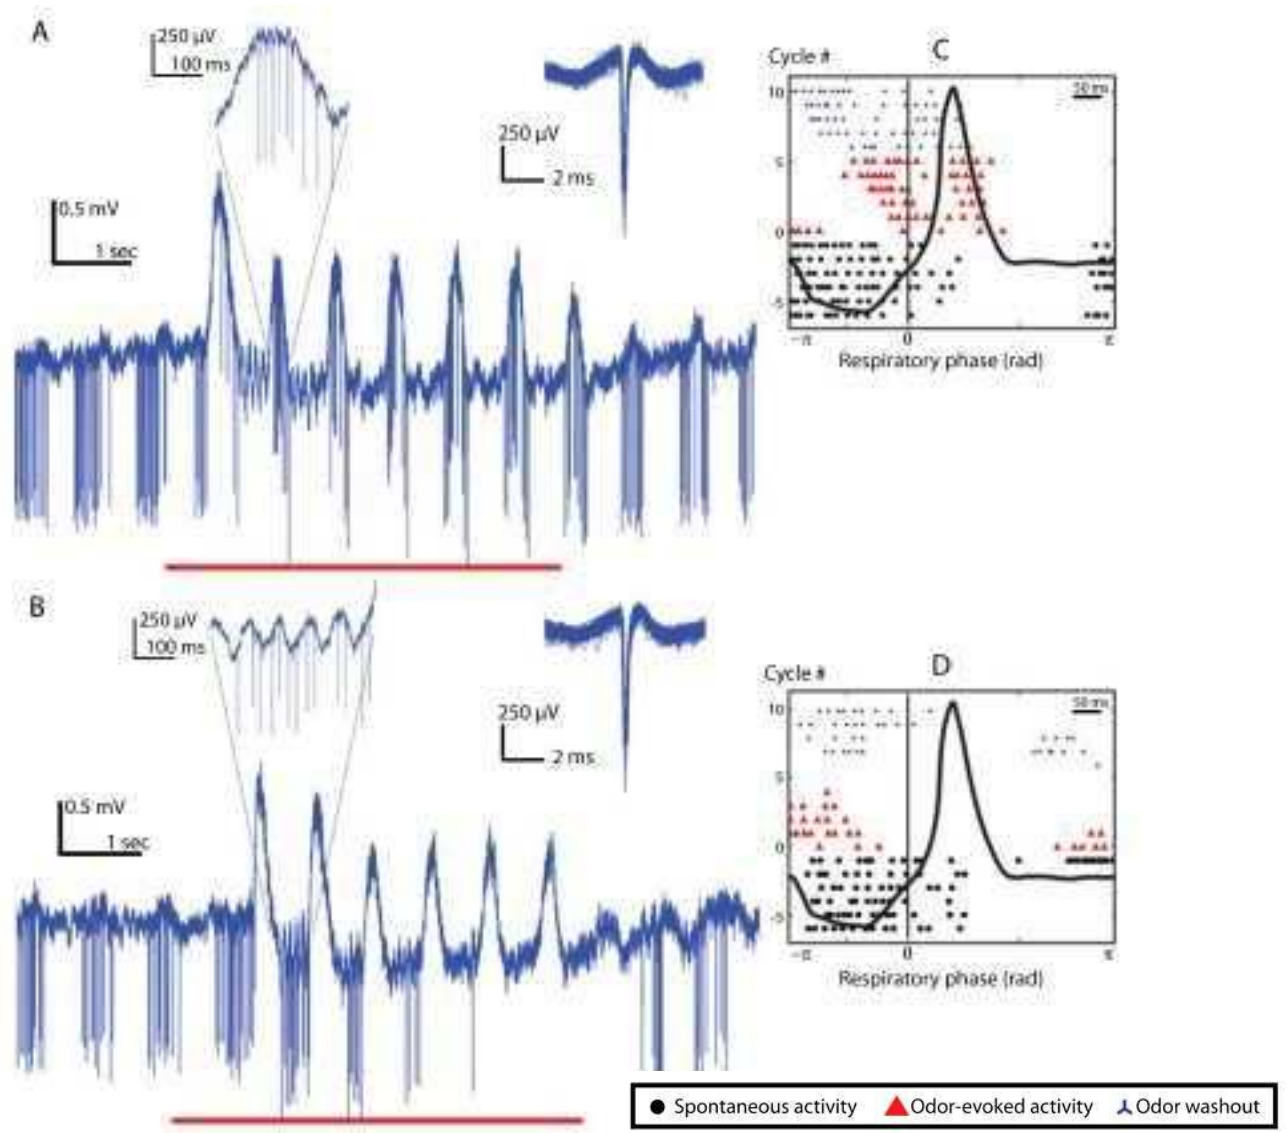 A
250 µV
100 ms
250 µV
2 ms
0.5 mV
1 sec
C
Cycle #
50 ms
10
5
0
-5
-π
0
π
Respiratory phase (rad)
B
250 µV
100 ms
250 µV
2 ms
0.5 mV
1 sec
D
Cycle #
50 ms
10
5
0
-5
-π
0
π
Respiratory phase (rad)
Spontaneous activity Odor-evoked activity Odor washout